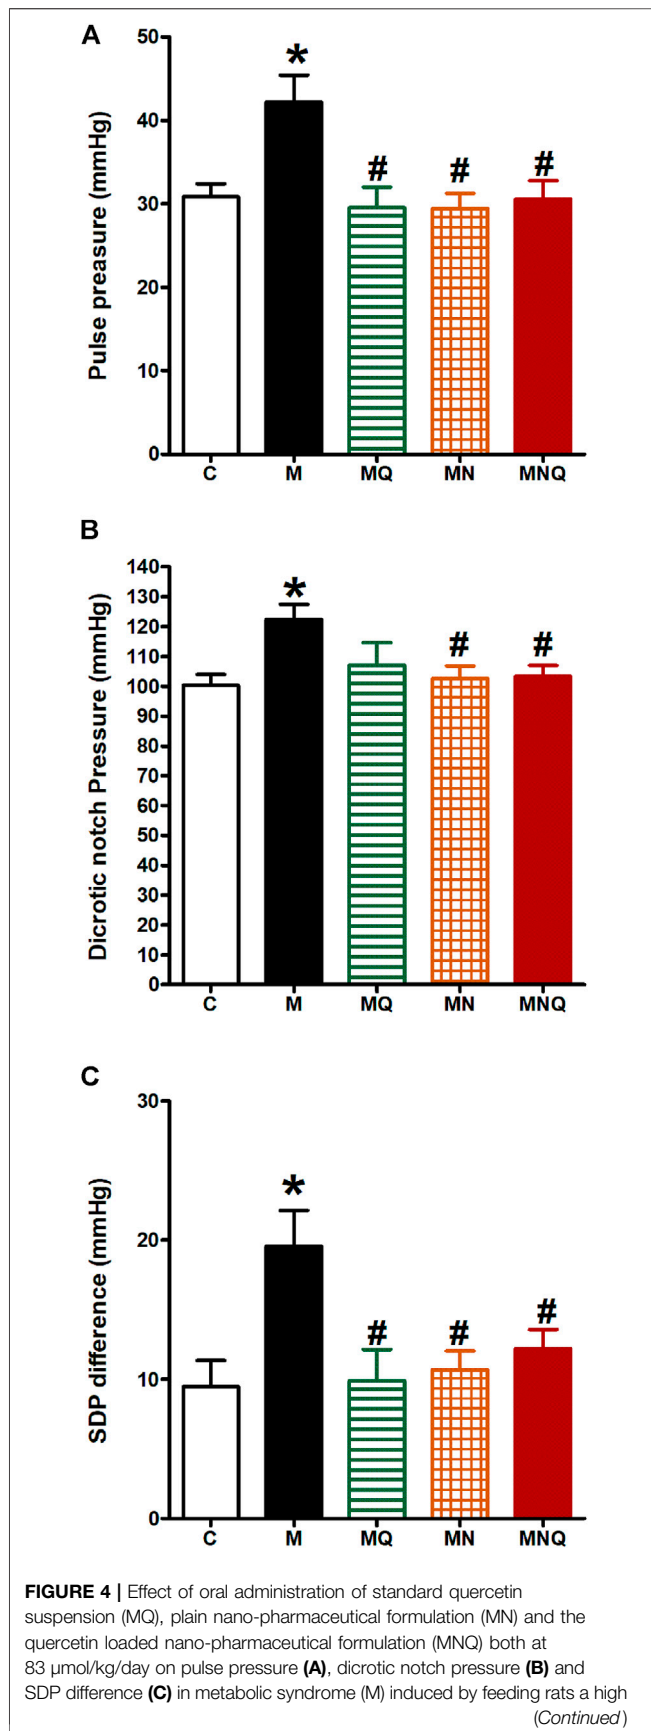 A
50
40
30
20
10
0
Pulse preasure (mmHg)
*
#
#
#
C M MQ MN MNQ
B
140
130
120
110
100
90
80
70
60
50
40
30
20
10
0
Dicrotic notch Pressure (mmHg)
*
#
#
C M MQ MN MNQ
C
30
20
10
0
SDP difference (mmHg)
*
#
#
#
C M MQ MN MNQ
FIGURE 4 | Effect of oral administration of standard quercetin
suspension (MQ), plain nano-pharmaceutical formulation (MN) and the
quercetin loaded nano-pharmaceutical formulation (MNQ) both at
83 μmol/kg/day on pulse pressure (A), dicrotic notch pressure (B) and
SDP difference (C) in metabolic syndrome (M) induced by feeding rats a high
(Continued)